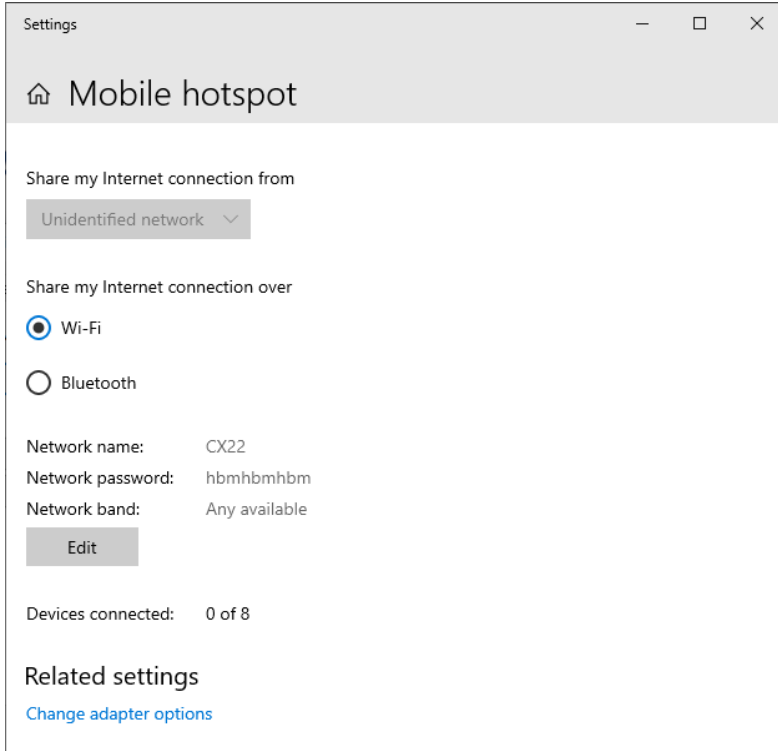 Settings
Mobile hotspot
Share my Internet connection from
Unidentified network
Share my Internet connection over
Wi-Fi
Bluetooth
Network name: CX22
Network password: hbmhbmhbm
Network band: Any available
Edit
Devices connected: 0 of 8
Related settings
Change adapter options